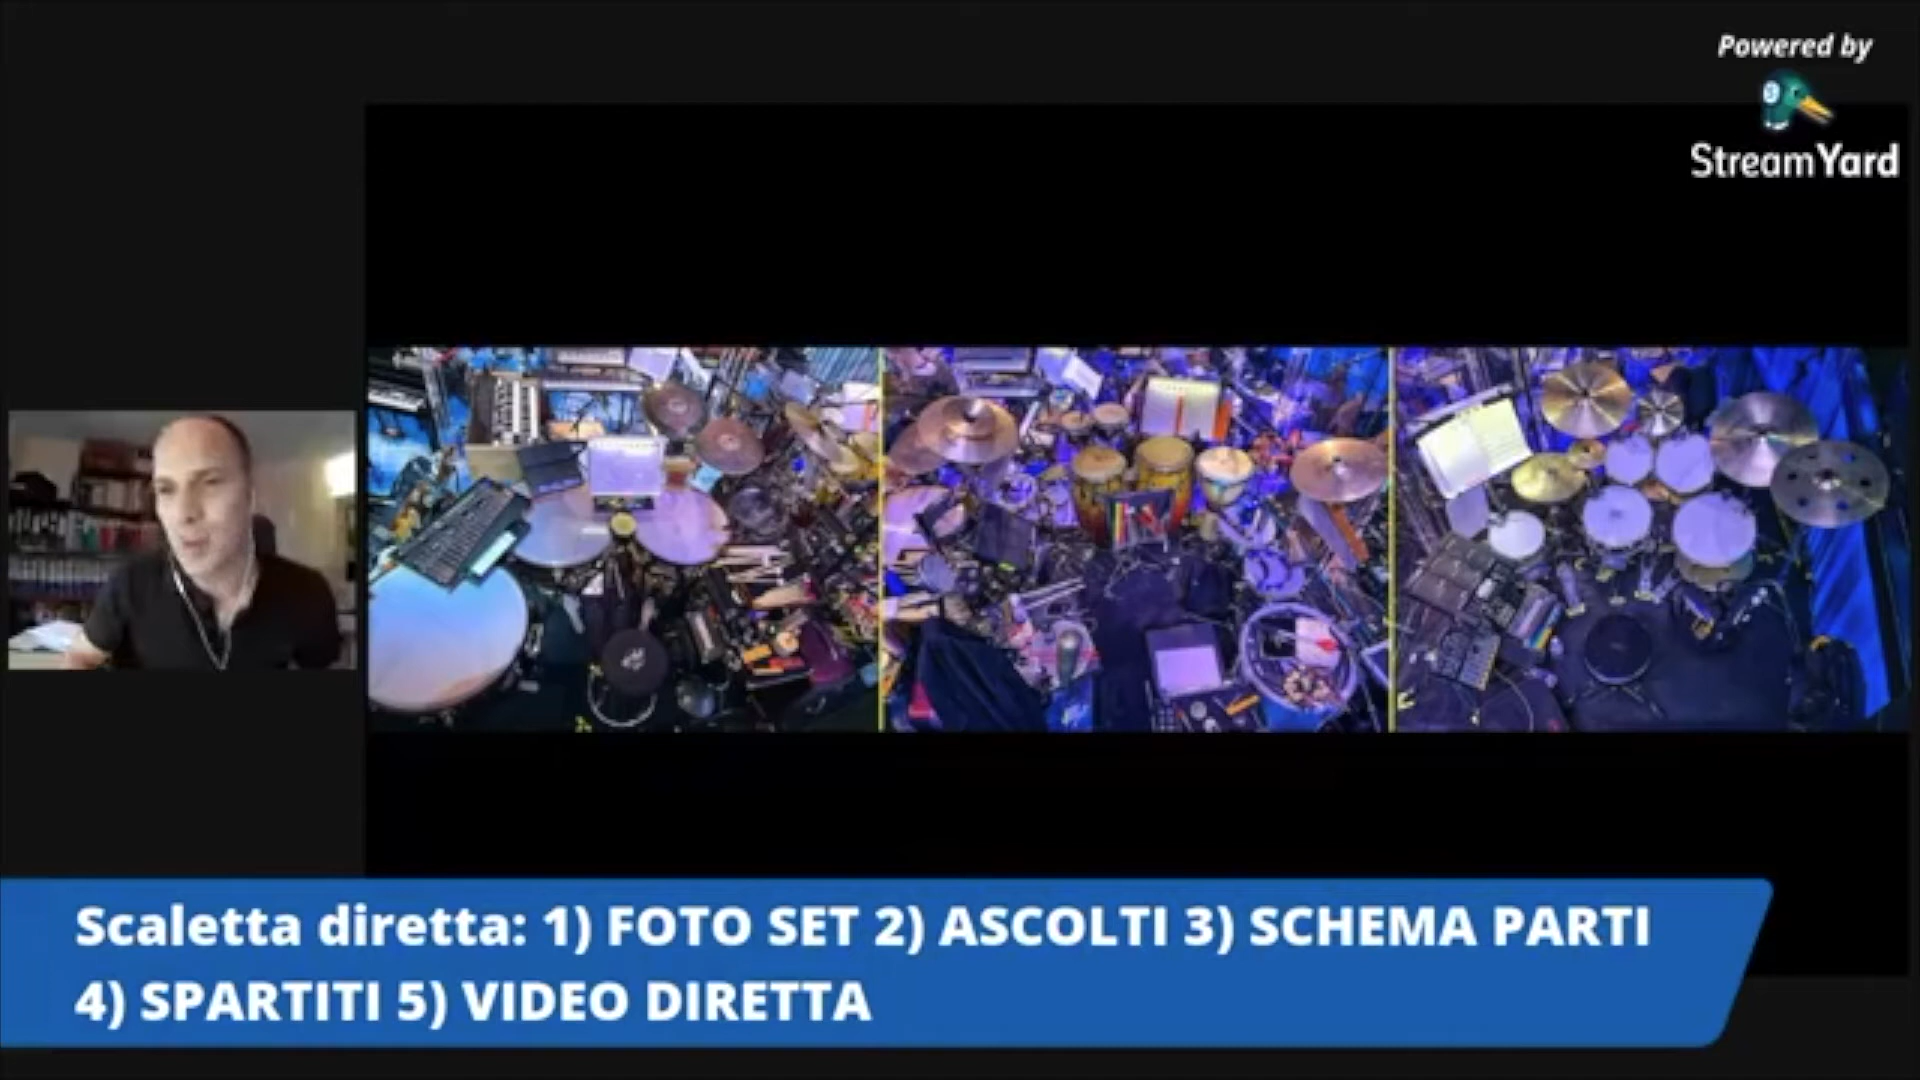 Powered by
StreamYard
Scaletta diretta: 1) FOTO SET 2) ASCOLTI 3) SCHEMA PARTI
4) SPARTITI 5) VIDEO DIRETTA